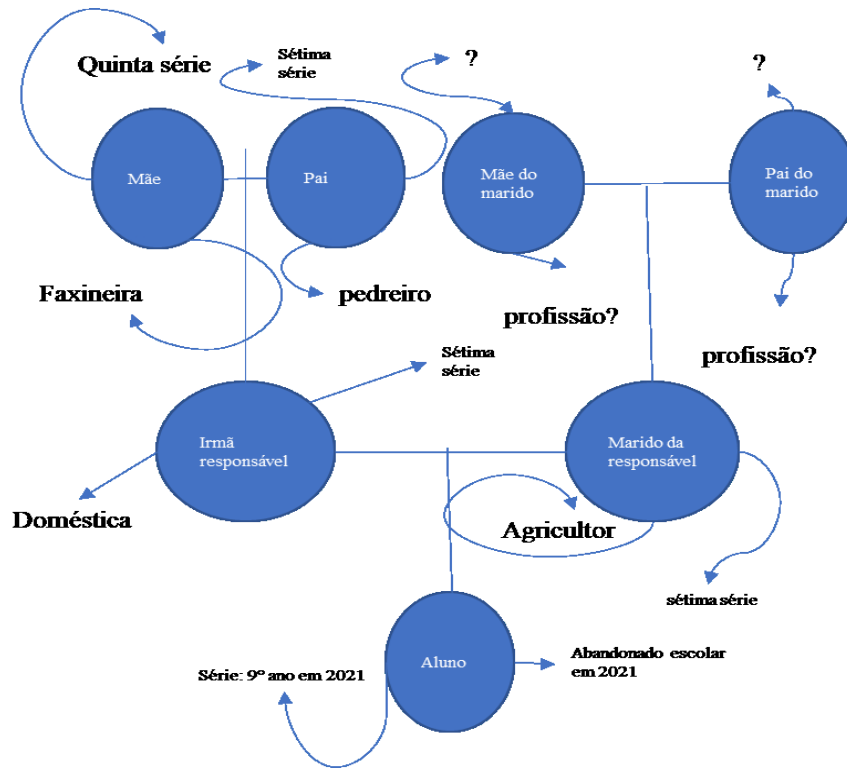 Quinta série
Sétima
série
?
?
Mãe
Pai
Mãe do
marido
Pai do
marido
Faxineira
pedreiro
profissão?
profissão?
Sétima
série
Irmã
responsável
Marido da
responsável
Doméstica
Agricultor
sétima série
Aluno
Série: 9º ano em 2021
Abandonado escolar
em 2021